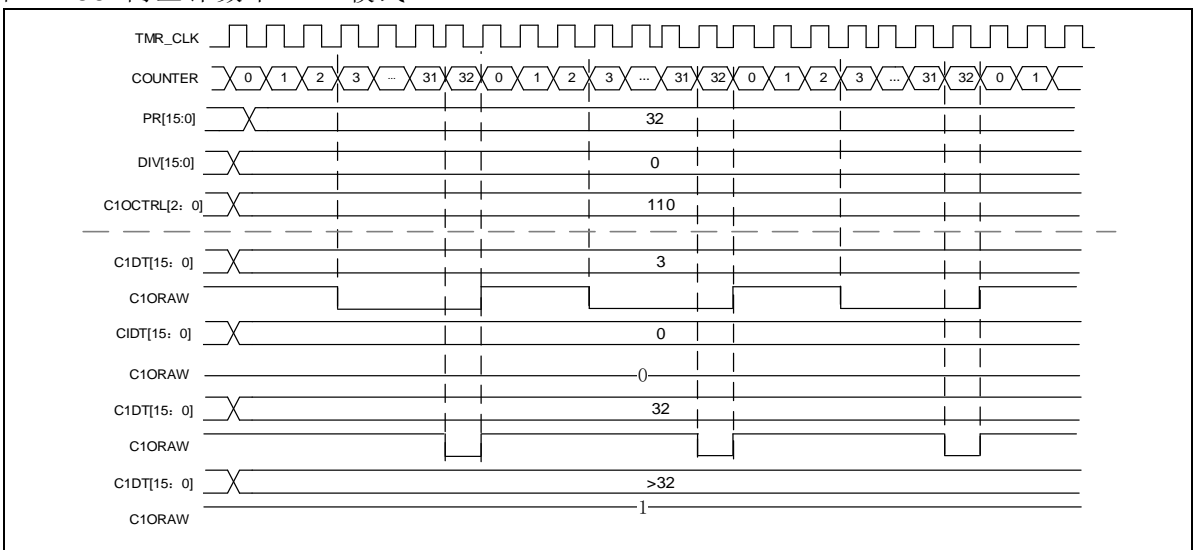 TMR_CLK
COUNTER 0 1 2 3 ... 31 32 0 1 2 3 ... 31 32 0 1 2 3 ... 31 32 0 1
PR[15:0] 32
DIV[15:0] 0
C1OCTRL[2：0] 110
C1DT[15：0] 3
C1ORAW
CIDT[15：0] 0
C1ORAW 0
C1DT[15：0] 32
C1ORAW
C1DT[15：0] >32
C1ORAW 1